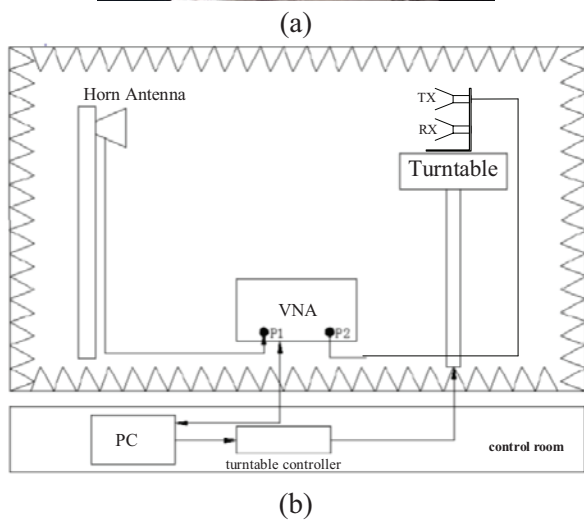 (a)
Horn Antenna
TX
RX
Turntable
VNA
P1
P2
PC
turntable controller
control room
(b)